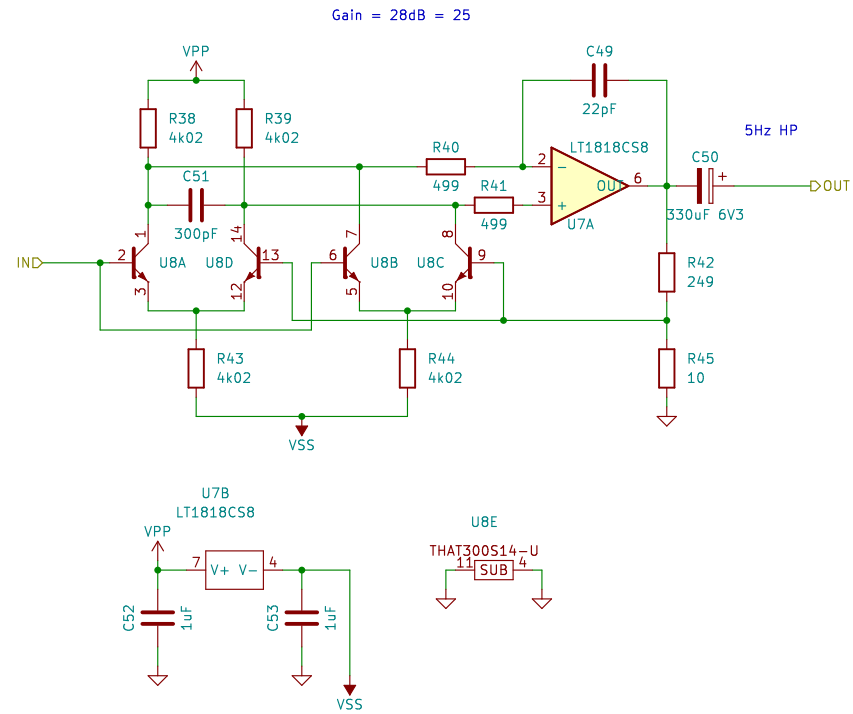 Gain = 28dB = 25
VPP
C49
R38
4k02
R39
4k02
22pF
5Hz HP
R40
499
LT1818CS8
2
−
C51
R41
499
3
+
OUT
6
U7A
C50
+
330uF 6V3
OUT
300pF
1
14
7
8
IN
2
U8A
U8D
13
6
U8B
U8C
9
3
12
5
10
R42
249
R43
4k02
R44
4k02
R45
10
VSS
U7B
LT1818CS8
VPP
7
V+ V−
4
C52
1uF
C53
1uF
VSS
U8E
THAT300S14-U
11
SUB
4